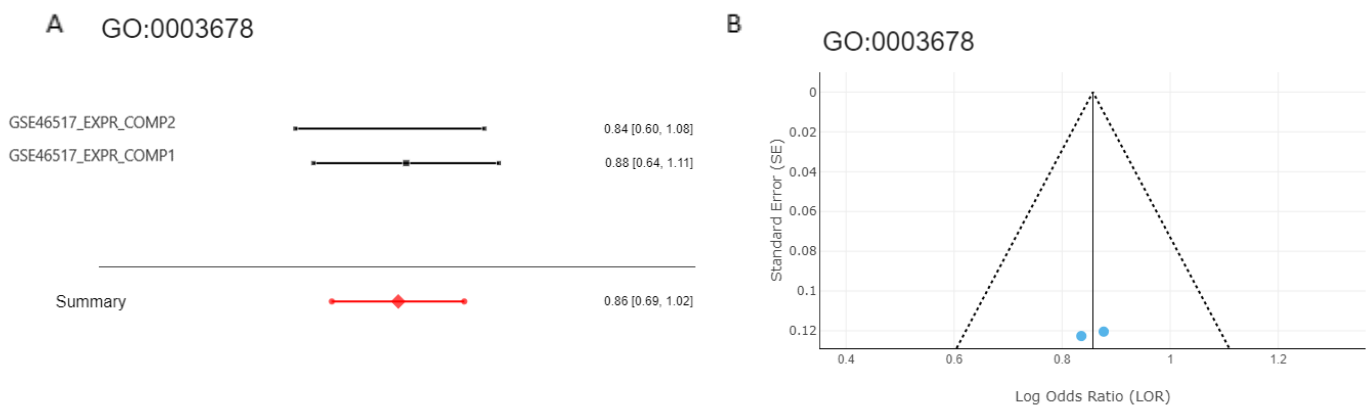 A GO:0003678
GSE46517_EXPR_COMP2 0.84 [0.60, 1.08]
GSE46517_EXPR_COMP1 0.88 [0.64, 1.11]
Summary 0.86 [0.69, 1.02]
B
GO:0003678
Standard Error (SE)
0
0.02
0.04
0.06
0.08
0.1
0.12
0.4 0.6 0.8 1 1.2
Log Odds Ratio (LOR)